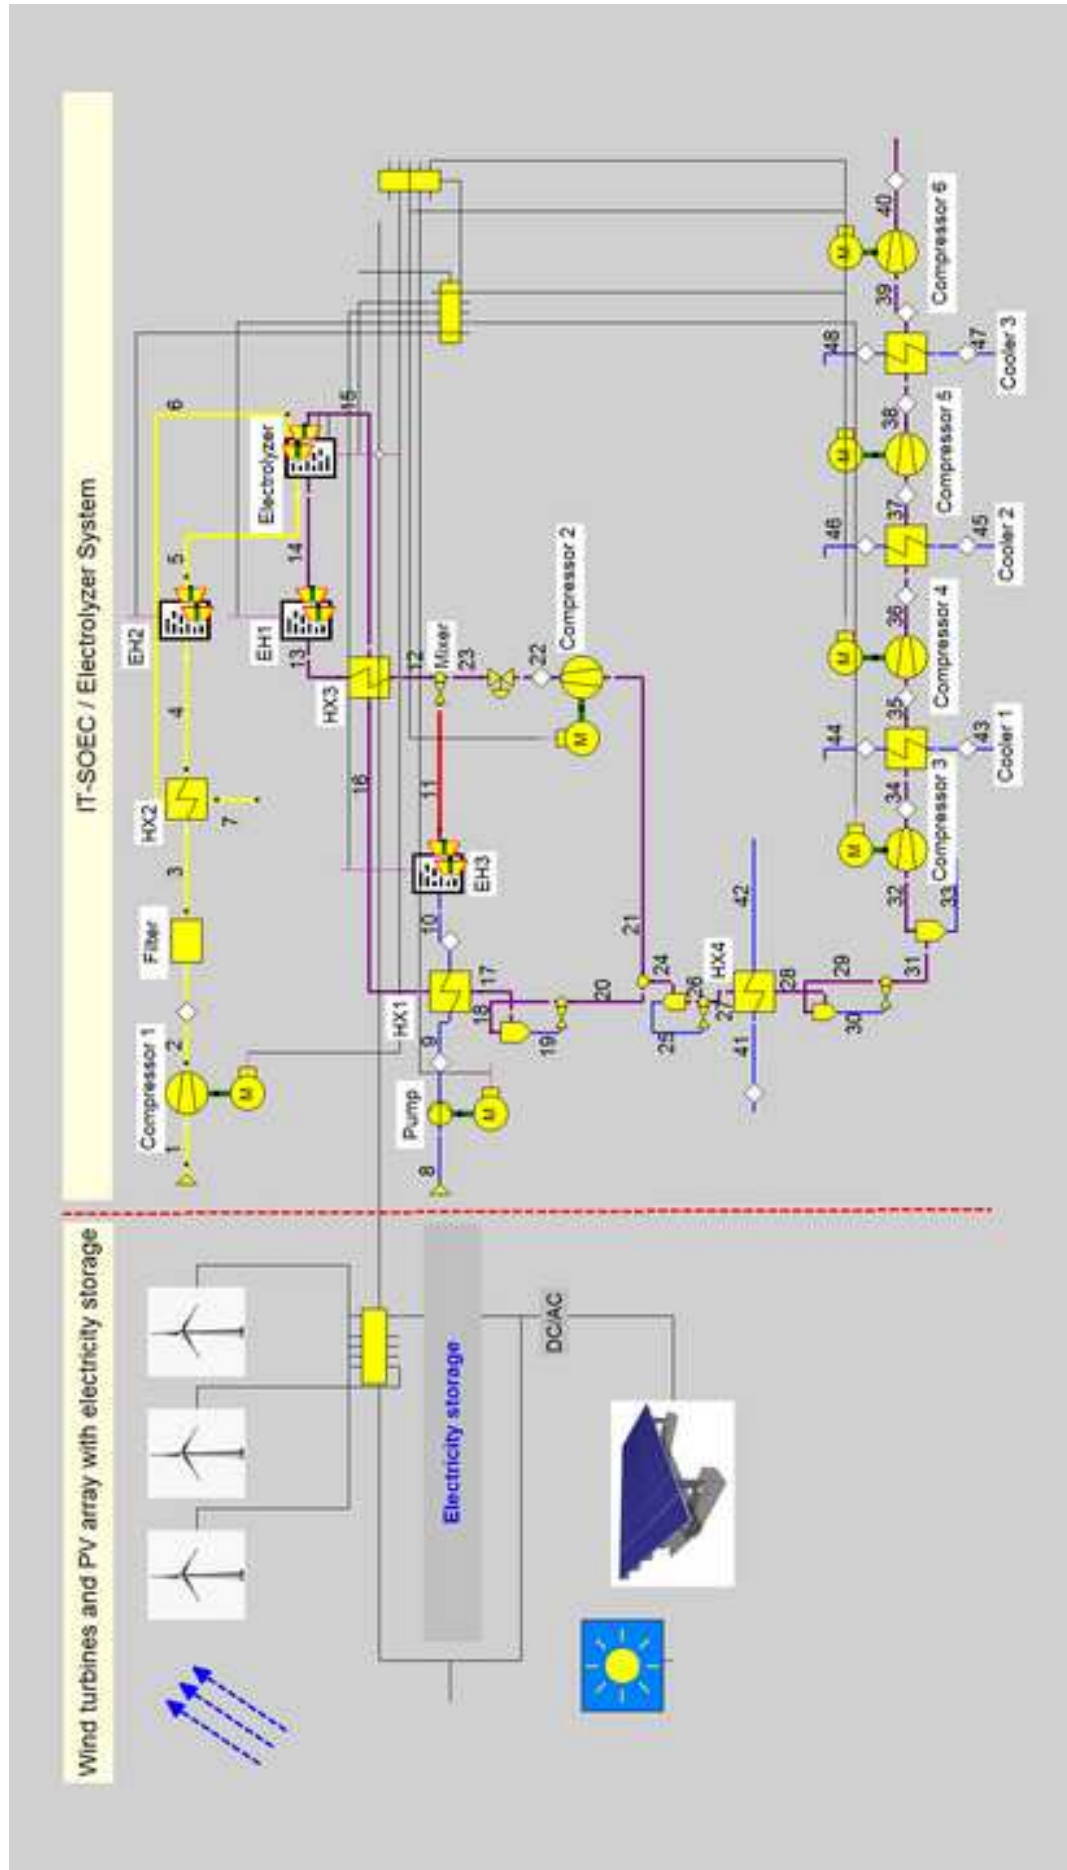 Wind turbines and PV array with electricity storage
IT-SOEC / Electrolyzer System
Electricity storage
DC/AC
1
Compressor 1
2
M
Filter
3
HX2
7
4
EH2
5
6
Electrolyzer
EH1
13
14
15
HX3
16
12
Mixer
23
22
Compressor 2
M
11
EH3
10
HX1
9
Pump
8
M
17
18
19
20
21
24
25
26
27
HX4
41
42
28
29
30
31
32
33
M
Compressor 3
34
44
43
Cooler 1
35
M
36
Compressor 4
46
45
Cooler 2
37
M
38
Compressor 5
48
47
Cooler 3
39
M
40
Compressor 6